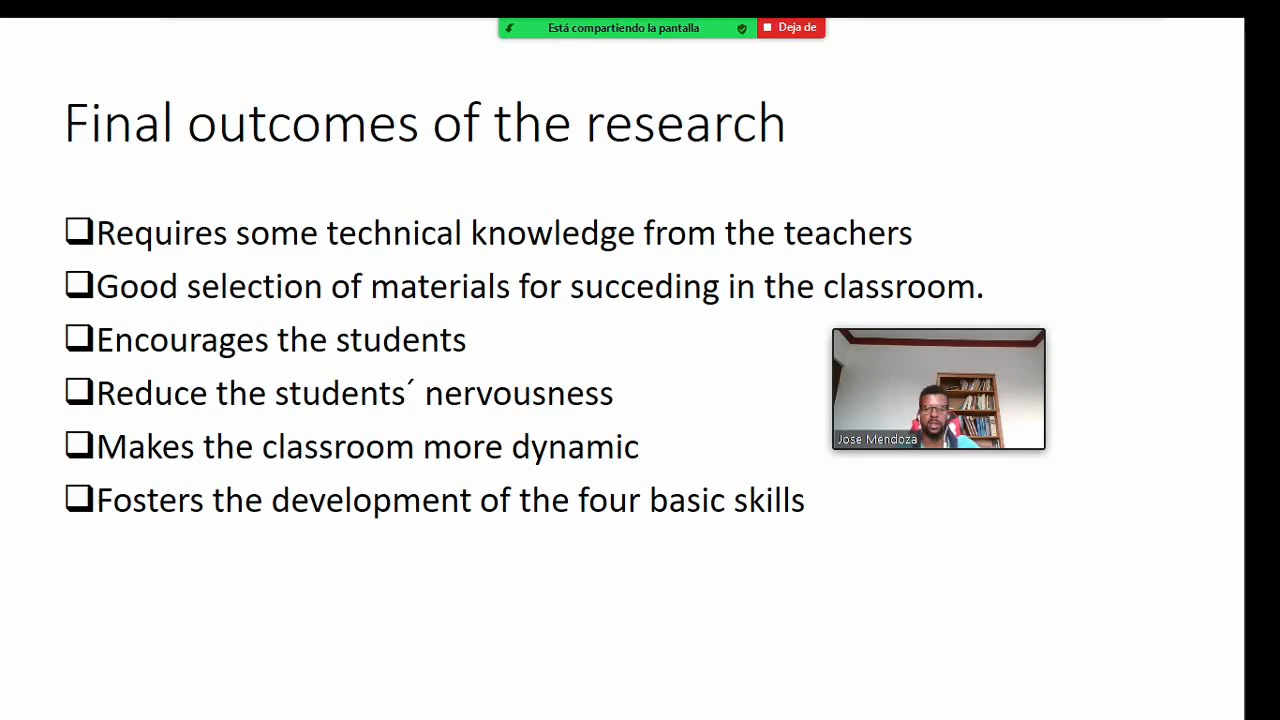 Está compartiendo la pantalla
Deja de
Final outcomes of the research
Requires some technical knowledge from the teachers
Good selection of materials for succeding in the classroom.
Encourages the students
Reduce the students´ nervousness
Makes the classroom more dynamic
Fosters the development of the four basic skills
Jose Mendoza